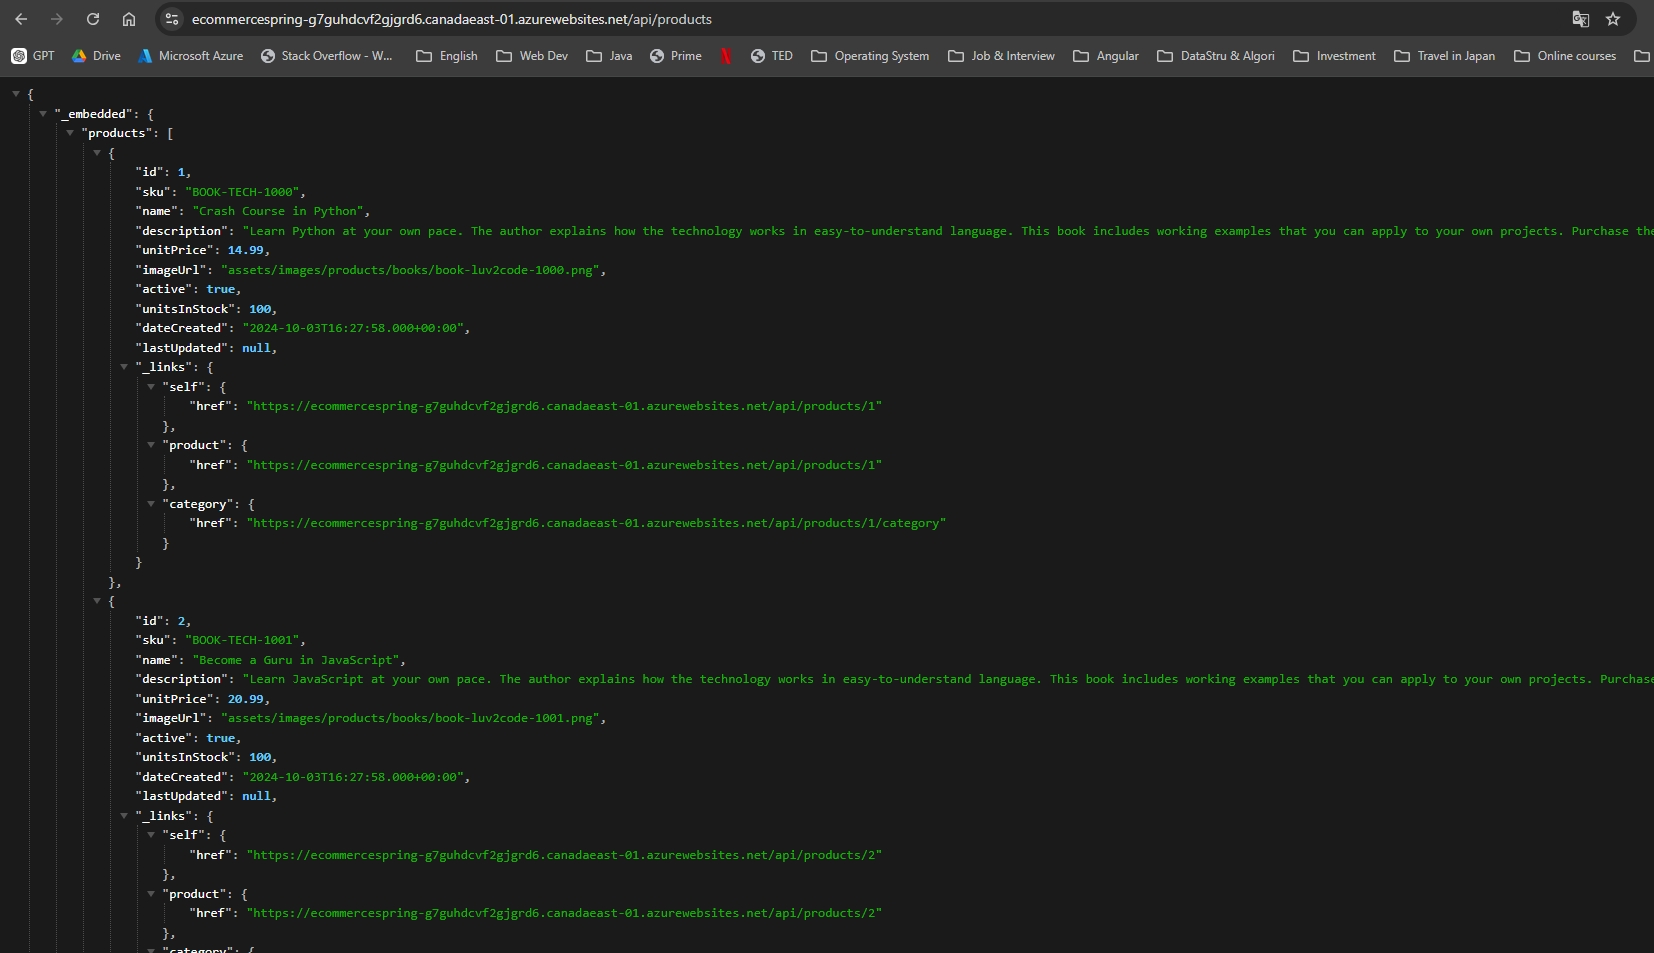 ecommercespring-g7guhdcvf2gjgrd6.canadaeast-01.azurewebsites.net/api/products
GPT Drive Microsoft Azure Stack Overflow - W... English Web Dev Java Prime TED Operating System Job & Interview Angular DataStru & Algori Investment Travel in Japan Online courses
{
"_embedded": {
"products": [
{
"id": 1,
"sku": "BOOK-TECH-1000",
"name": "Crash Course in Python",
"description": "Learn Python at your own pace. The author explains how the technology works in easy-to-understand language. This book includes working examples that you can apply to your own projects. Purchase the
"unitPrice": 14.99,
"imageUrl": "assets/images/products/books/book-luv2code-1000.png",
"active": true,
"unitsInStock": 100,
"dateCreated": "2024-10-03T16:27:58.000+00:00",
"lastUpdated": null,
"_links": {
"self": {
"href": "https://ecommercespring-g7guhdcvf2gjgrd6.canadaeast-01.azurewebsites.net/api/products/1"
},
"product": {
"href": "https://ecommercespring-g7guhdcvf2gjgrd6.canadaeast-01.azurewebsites.net/api/products/1"
},
"category": {
"href": "https://ecommercespring-g7guhdcvf2gjgrd6.canadaeast-01.azurewebsites.net/api/products/1/category"
}
}
},
{
"id": 2,
"sku": "BOOK-TECH-1001",
"name": "Become a Guru in JavaScript",
"description": "Learn JavaScript at your own pace. The author explains how the technology works in easy-to-understand language. This book includes working examples that you can apply to your own projects. Purchase
"unitPrice": 20.99,
"imageUrl": "assets/images/products/books/book-luv2code-1001.png",
"active": true,
"unitsInStock": 100,
"dateCreated": "2024-10-03T16:27:58.000+00:00",
"lastUpdated": null,
"_links": {
"self": {
"href": "https://ecommercespring-g7guhdcvf2gjgrd6.canadaeast-01.azurewebsites.net/api/products/2"
},
"product": {
"href": "https://ecommercespring-g7guhdcvf2gjgrd6.canadaeast-01.azurewebsites.net/api/products/2"
},
"category": {